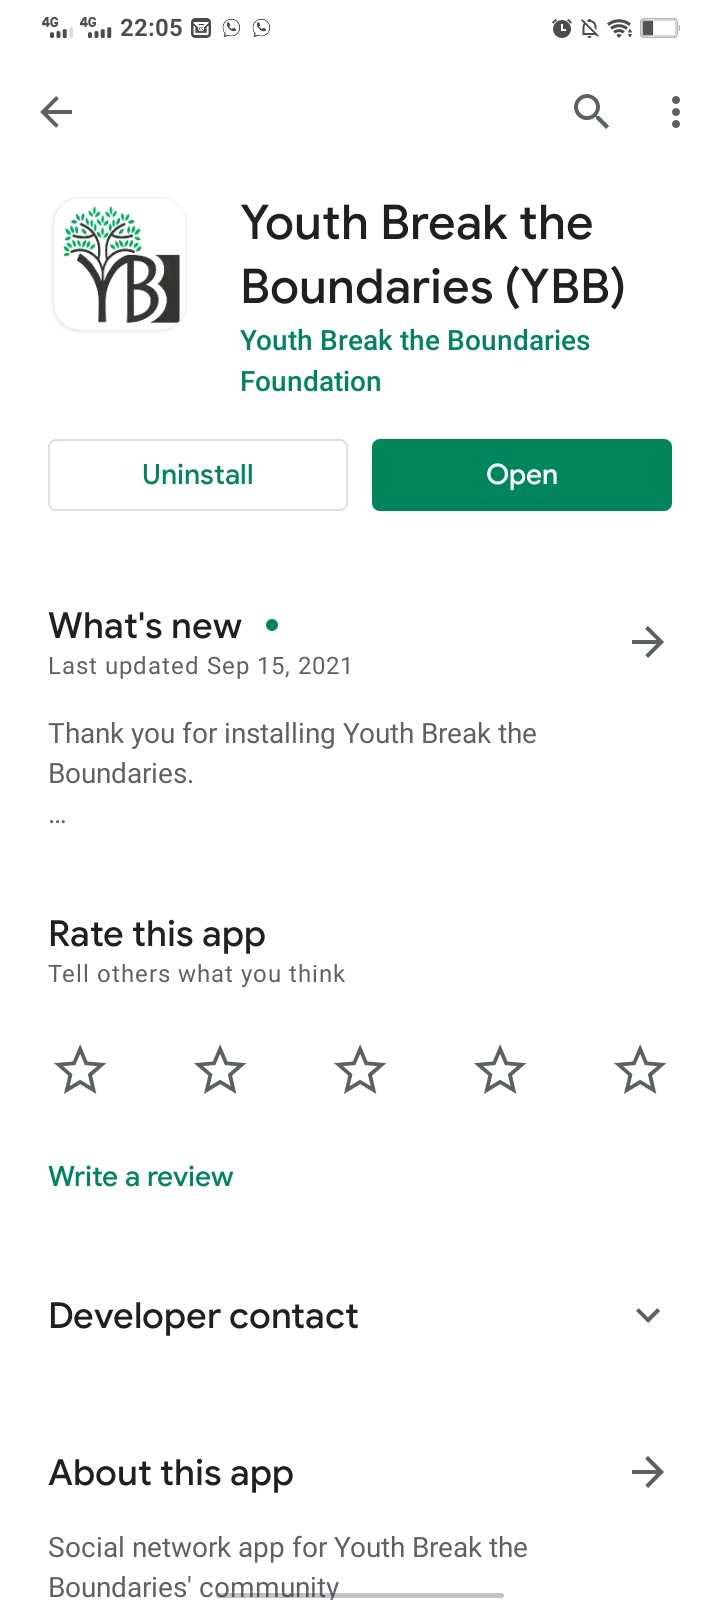 4G 4G 22:05
Youth Break the
Boundaries (YBB)
YBB
Youth Break the Boundaries
Foundation
Uninstall
Open
What's new
Last updated Sep 15, 2021
Thank you for installing Youth Break the
Boundaries.
...
Rate this app
Tell others what you think
Write a review
Developer contact
About this app
Social network app for Youth Break the
Boundaries' community